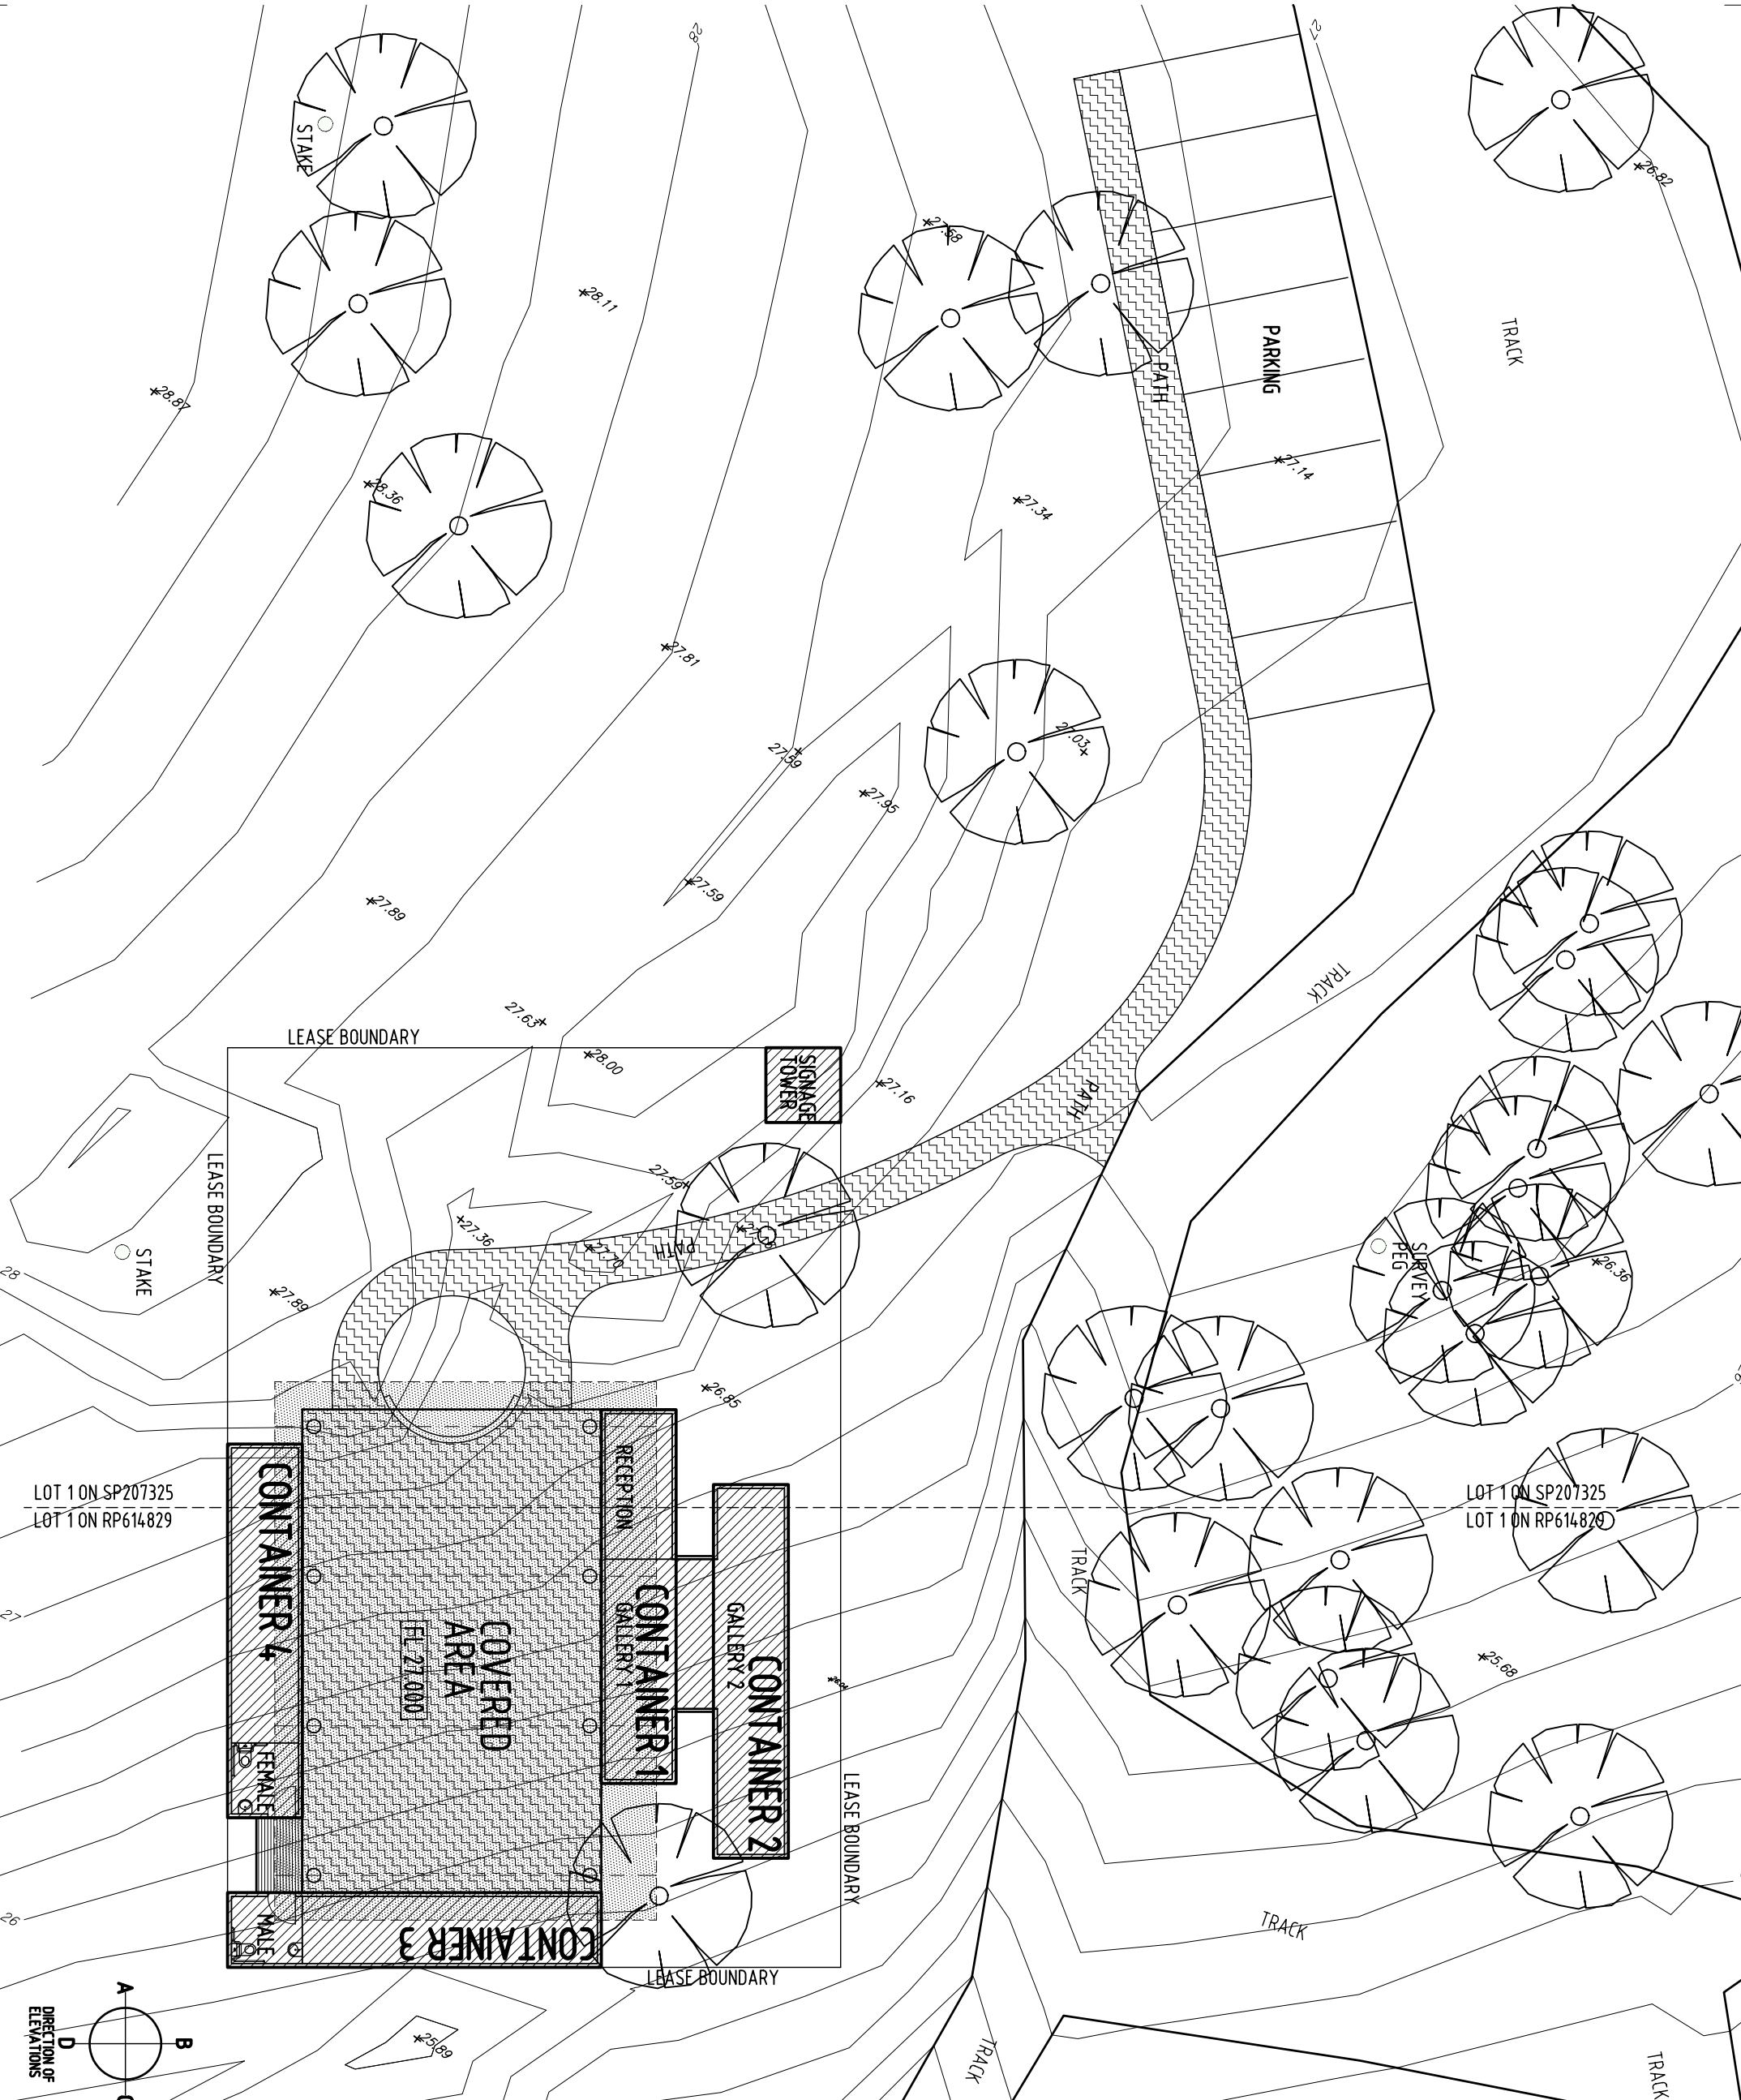 28
27
STAKE
26.82
27.68
28.11
PARKING
TRACK
PATH
28.87
28.36
27.14
27.34
27.81
27.03
27.59
27.95
27.59
27.89
TRACK
27.63
LEASE BOUNDARY
28.00
SIGNAGE
TOWER
27.16
PATH
LEASE BOUNDARY
27.59
27.36
PATH
27.70
STAKE
28
27.89
SURVEY
PEG
26.36
26.85
LOT 1 ON SP207325
LOT 1 ON RP614829
LOT 1 ON SP207325
LOT 1 ON RP614829
CONTAINER 4
RECEPTION
TRACK
27
COVERED
AREA
FL 27.000
CONTAINER 1
GALLERY 1
GALLERY 2
CONTAINER 2
25.68
FEMALE
LEASE BOUNDARY
26
MALE
CONTAINER 3
TRACK
LEASE BOUNDARY
A
B
D
DIRECTION OF
ELEVATIONS
25.89
TRACK
TRACK